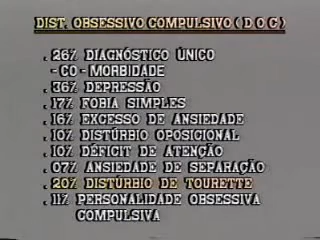 DIST. OBSESSIVO COMPULSIVO ( D O C )
. 26% DIAGNÓSTICO ÚNICO
- CO - MORBIDADE
. 36% DEPRESSÃO
. 17% FOBIA SIMPLES
. 16% EXCESSO DE ANSIEDADE
. 10% DISTÚRBIO OPOSICIONAL
. 10% DÉFICIT DE ATENÇÃO
. 07% ANSIEDADE DE SEPARAÇÃO
. 20% DISTÚRBIO DE TOURETTE
. 11% PERSONALIDADE OBSESSIVA
COMPULSIVA